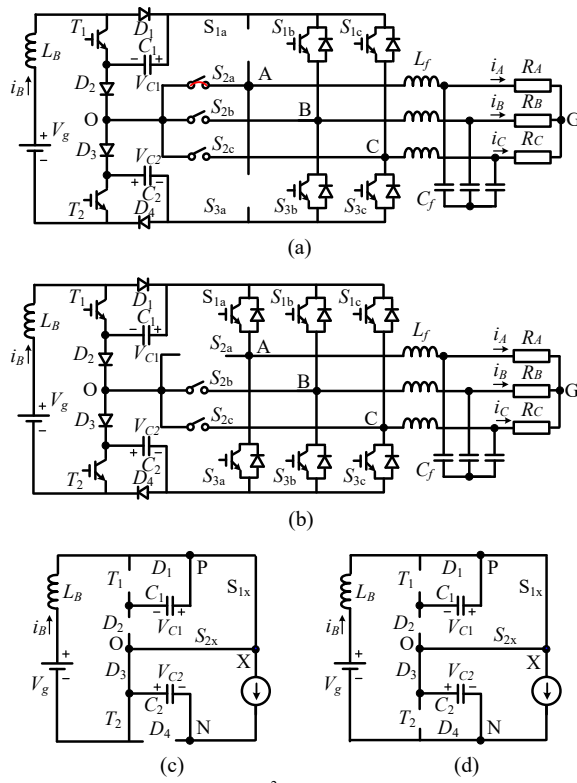 T1 D1 S1a S1b S1c
LB C1 Lf iA RA
D2 VC1 S2a A
iB O S2b B iB RB G
Vg D3 S2c C iC RC
VC2
C2 Cf
T2 D4 S3a S3b S3c
(a)
T1 D1 S1a S1b S1c
LB C1 Lf iA RA
D2 VC1 S2a A
iB O S2b B iB RB G
Vg D3 S2c C iC RC
VC2
C2 Cf
T2 D4 S3a S3b S3c
(b)
D1 P
LB T1 C1 S1x
iB D2 VC1
O S2x
D3 X
Vg VC2
C2
T2 D4 N
(c)
D1 P
LB T1 C1 S1x
iB D2 VC1
O S2x
D3 X
Vg VC2
C2
T2 D4 N
(d)